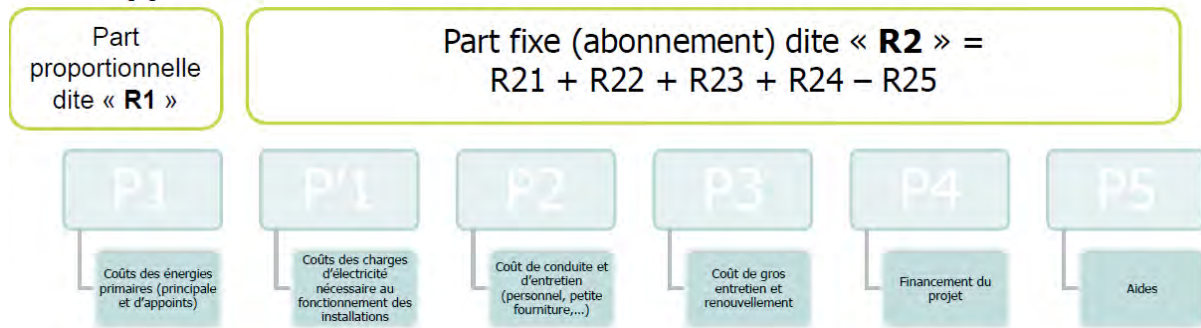 Part
proportionnelle
dite « R1 »
Part fixe (abonnement) dite « R2 » =
R21 + R22 + R23 + R24 – R25
P1
P'1
P2
P3
P4
P5
Coûts des énergies
primaires (principale
et d'appoints)
Coûts des charges
d'électricité
nécessaire au
fonctionnement des
installations
Coût de conduite et
d'entretien
(personnel, petite
fourniture,...)
Coût de gros
entretien et
renouvellement
Financement du
projet
Aides